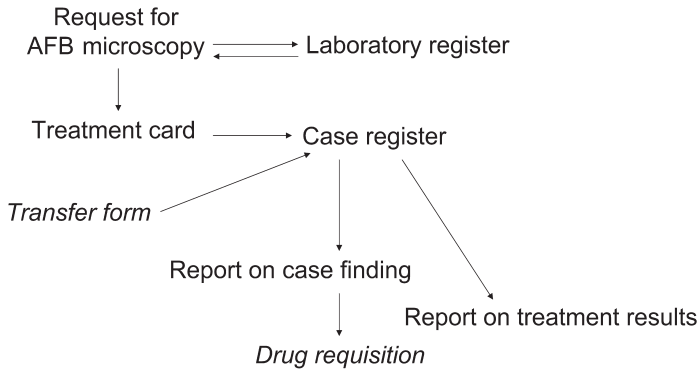 Request for
AFB microscopy
Laboratory register
Treatment card
Case register
Transfer form
Report on case finding
Report on treatment results
Drug requisition